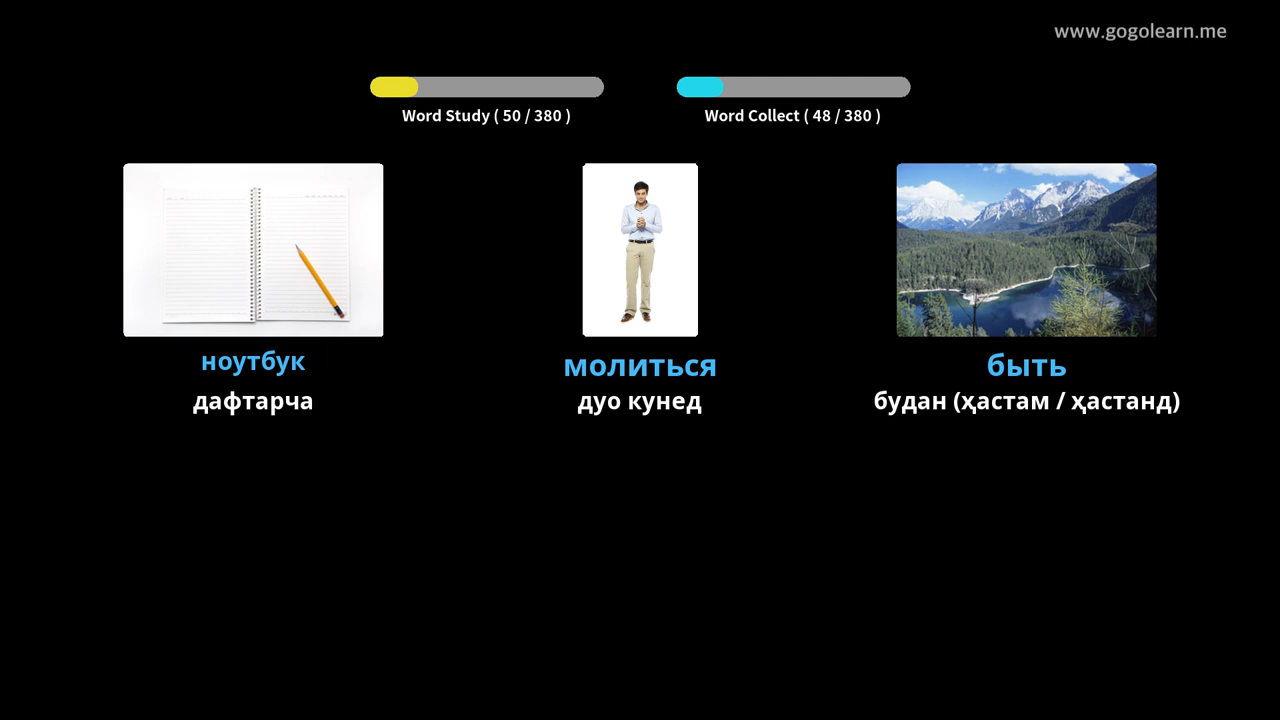 www.gogolearn.me
Word Study ( 50 / 380 )
Word Collect ( 48 / 380 )
ноутбук
дафтарча
молиться
дуо кунед
быть
будан (ҳастам / ҳастанд)